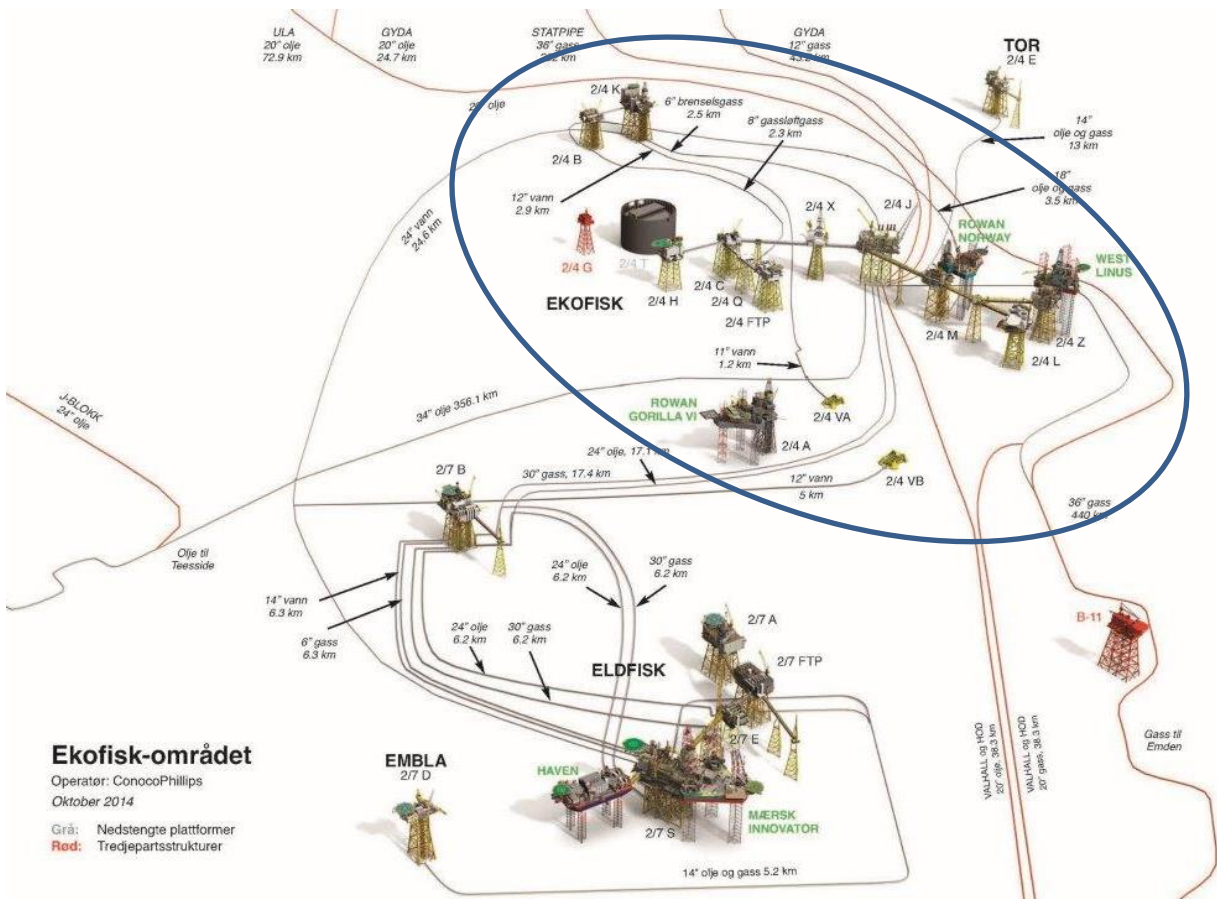 ULA
20" olje
72.9 km
GYDA
20" olje
24.7 km
STATPIPE
36" gass
GYDA
12" gass
TOR
2/4 E
2/4 K
6" brenselsgass
2.5 km
8" gassløftgass
2.3 km
14"
olje og gass
13 km
olje
2/4 B
12" vann
2.9 km
18"
olje og gass
3.5 km
2/4 X
2/4 J
ROWAN
NORWAY
WEST
LINUS
24" vann
24.6 km
2/4 G
2/4 T
2/4 H
2/4 C
2/4 Q
2/4 FTP
EKOFISK
2/4 M
2/4 Z
2/4 L
11" vann
1.2 km
J-BLOKK
24" olje
34" olje 356.1 km
ROWAN
GORILLA VI
2/4 VA
2/4 A
24" olje, 17.1 km
30" gass, 17.4 km
2/7 B
12" vann
5 km
2/4 VB
36" gass
440 km
Olje til
Teesside
24" olje
6.2 km
30" gass
6.2 km
14" vann
6.3 km
6" gass
6.3 km
24" olje
6.2 km
30" gass
6.2 km
2/7 A
B-11
2/7 FTP
ELDFISK
2/7 E
Ekofisk-området
Operatør: ConocoPhillips
Oktober 2014
Grå: Nedstengte plattformer
Rød: Tredjepartsstrukturer
EMBLA
2/7 D
HAVEN
2/7 S
MÆRSK
INNOVATOR
VALHALL og HOD
20" olje, 38.3 km
VALHALL og HOD
20" gass, 38.3 km
Gass til
Emden
14" olje og gass 5.2 km